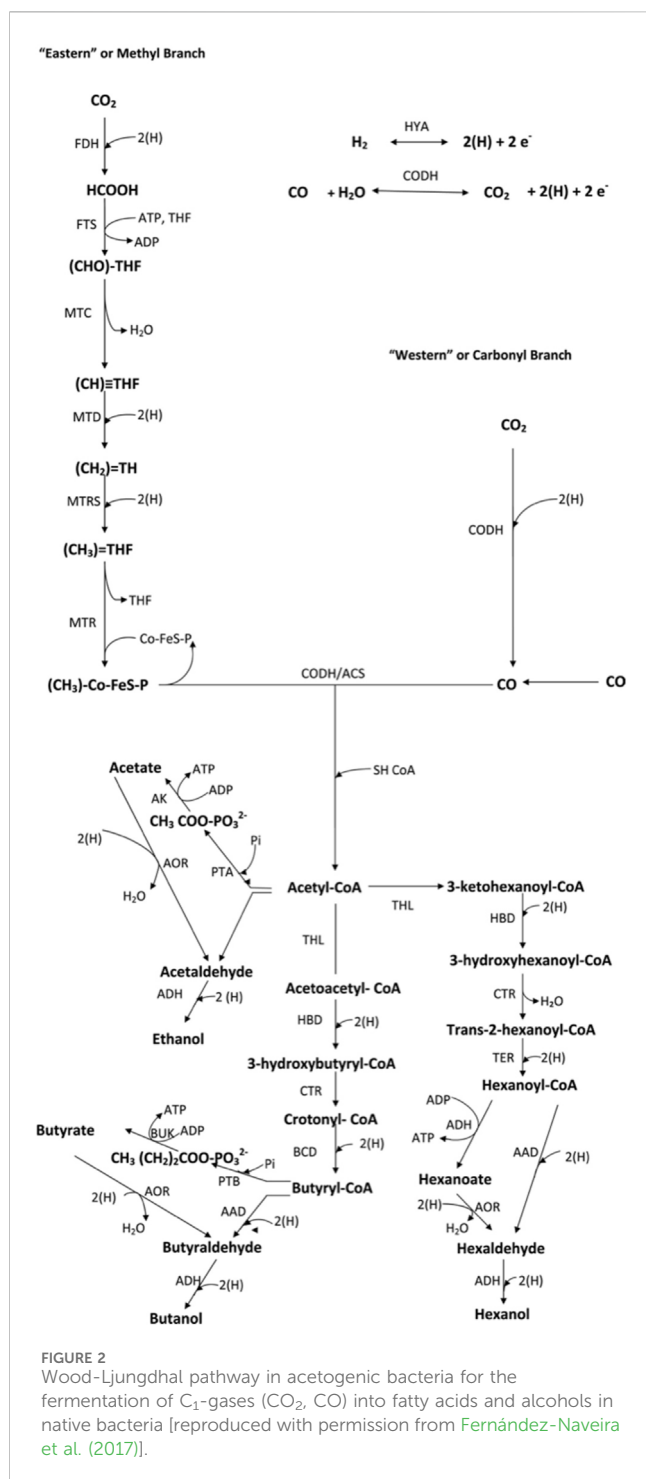 "Eastern" or Methyl Branch
CO₂
FDH
2(H)
HCOOH
FTS
ATP, THF
ADP
(CHO)-THF
MTC
H₂O
(CH)≡THF
MTD
2(H)
(CH₂)=TH
MTRS
2(H)
(CH₃)=THF
THF
MTR
Co-FeS-P
(CH₃)-Co-FeS-P
HYA
H₂ 2(H) + 2 e⁻
CODH
CO + H₂O CO₂ + 2(H) + 2 e⁻
"Western" or Carbonyl Branch
CO₂
2(H)
CODH
CODH/ACS
CO
CO
SH CoA
Acetate
ATP
AK
ADP
CH₃ COO-PO₃²⁻
2(H)
Pi
AOR
PTA
H₂O
Acetyl-CoA
THL
3-ketohexanoyl-CoA
THL
HBD
2(H)
3-hydroxyhexanoyl-CoA
Acetaldehyde
CTR
H₂O
ADH
2 (H)
Acetoacetyl- CoA
Ethanol
HBD
2(H)
Trans-2-hexanoyl-CoA
TER
2(H)
3-hydroxybutyryl-CoA
Hexanoyl-CoA
CTR
ATP
ADP
Butyrate
BUK
ADP
Crotonyl- CoA
ADH
ATP
CH₃ (CH₂)₂COO-PO₃²⁻
BCD
2(H)
AAD
2(H)
Pi
PTB
Hexanoate
2(H)
AOR
Butyryl-CoA
2(H)
AOR
H₂O
AAD
2(H)
H₂O
Butyraldehyde
Hexaldehyde
ADH
2(H)
ADH
2(H)
Butanol
Hexanol
FIGURE 2
Wood-Ljungdhal pathway in acetogenic bacteria for the
fermentation of C₁-gases (CO₂, CO) into fatty acids and alcohols in
native bacteria [reproduced with permission from Fernández-Naveira
et al. (2017)].